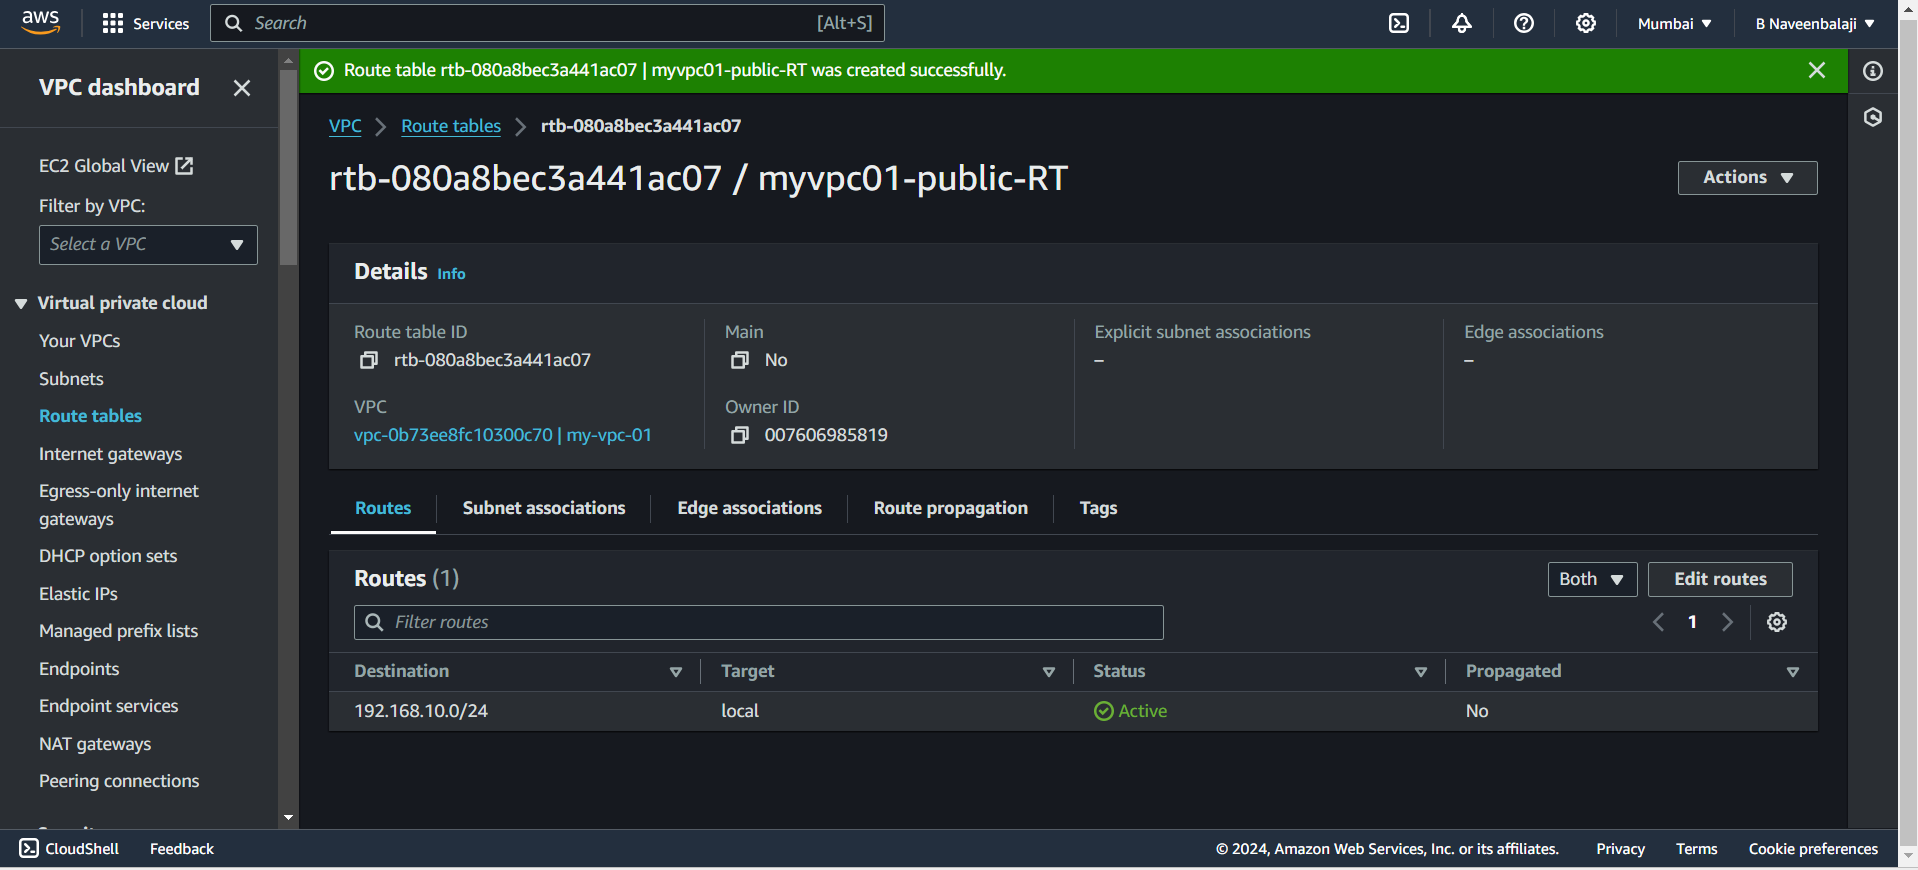 aws
Services
Search
[Alt+S]
Mumbai
B Naveenbalaji
VPC dashboard
EC2 Global View
Filter by VPC:
Select a VPC
Virtual private cloud
Your VPCs
Subnets
Route tables
Internet gateways
Egress-only internet
gateways
DHCP option sets
Elastic IPs
Managed prefix lists
Endpoints
Endpoint services
NAT gateways
Peering connections
Route table rtb-080a8bec3a441ac07 | myvpc01-public-RT was created successfully.
VPC
Route tables
rtb-080a8bec3a441ac07
rtb-080a8bec3a441ac07 / myvpc01-public-RT
Actions
Details Info
Route table ID
rtb-080a8bec3a441ac07
Main
No
Explicit subnet associations
–
Edge associations
–
VPC
vpc-0b73ee8fc10300c70 | my-vpc-01
Owner ID
007606985819
Routes
Subnet associations
Edge associations
Route propagation
Tags
Routes (1)
Both
Edit routes
Filter routes
1
Destination
Target
Status
Propagated
192.168.10.0/24
local
Active
No
CloudShell
Feedback
© 2024, Amazon Web Services, Inc. or its affiliates.
Privacy
Terms
Cookie preferences